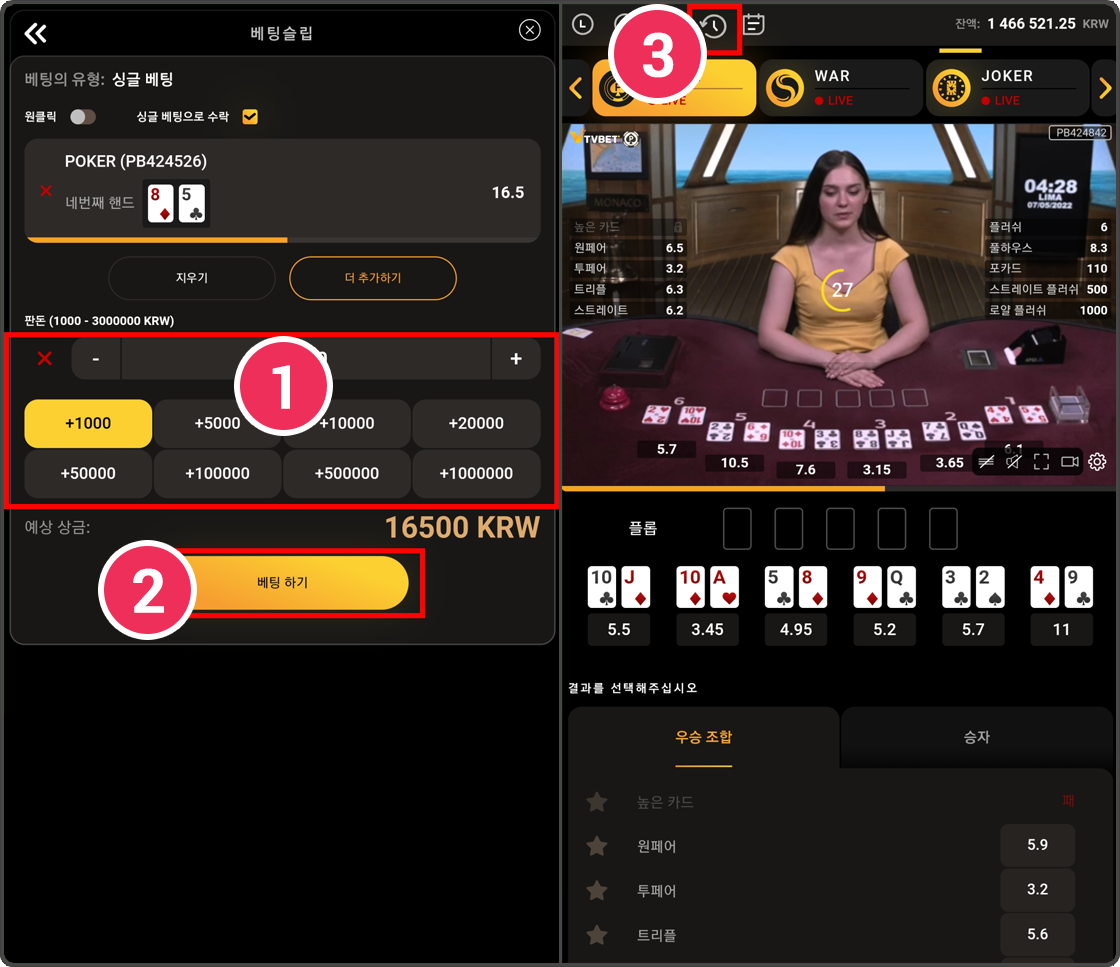 베팅슬립
베팅의 유형: 싱글 베팅
원클릭
싱글 베팅으로 수락
POKER (PB424526)
네번째 핸드
8 5
16.5
지우기
더 추가하기
판돈 (1000 - 3000000 KRW)
-
+
1
+1000
+5000
+10000
+20000
+50000
+100000
+500000
+1000000
예상 상금:
16500 KRW
2
베팅 하기
3
잔액: 1 466 521.25 KRW
LIVE
WAR
LIVE
JOKER
LIVE
TVBET
PB424842
MONACO
04:28
LIMA
07/05/2022
높은 카드
원페어 6.5
투페어 3.2
트리플 6.3
스트레이트 6.2
플러쉬 6
풀하우스 8.3
포카드 110
스트레이트 플러쉬 500
로얄 플러쉬 1000
27
6 5 4 3 2 1
5.7
10.5
7.6
3.15
3.65
6.1
플롭
10 J
10 A
5 8
9 Q
3 2
4 9
5.5
3.45
4.95
5.2
5.7
11
결과를 선택해주십시오
우승 조합
승자
높은 카드
패
원페어
5.9
투페어
3.2
트리플
5.6